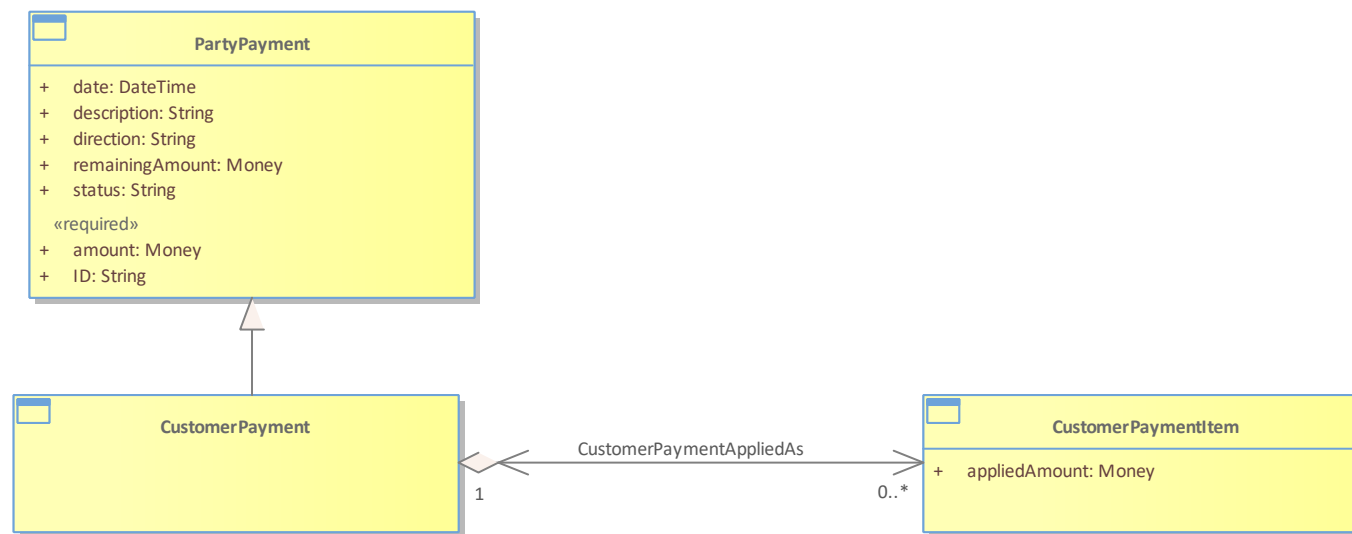 PartyPayment
+ date: DateTime
+ description: String
+ direction: String
+ remainingAmount: Money
+ status: String
«required»
+ amount: Money
+ ID: String
CustomerPayment
CustomerPaymentAppliedAs
1
0..*
CustomerPaymentItem
+ appliedAmount: Money